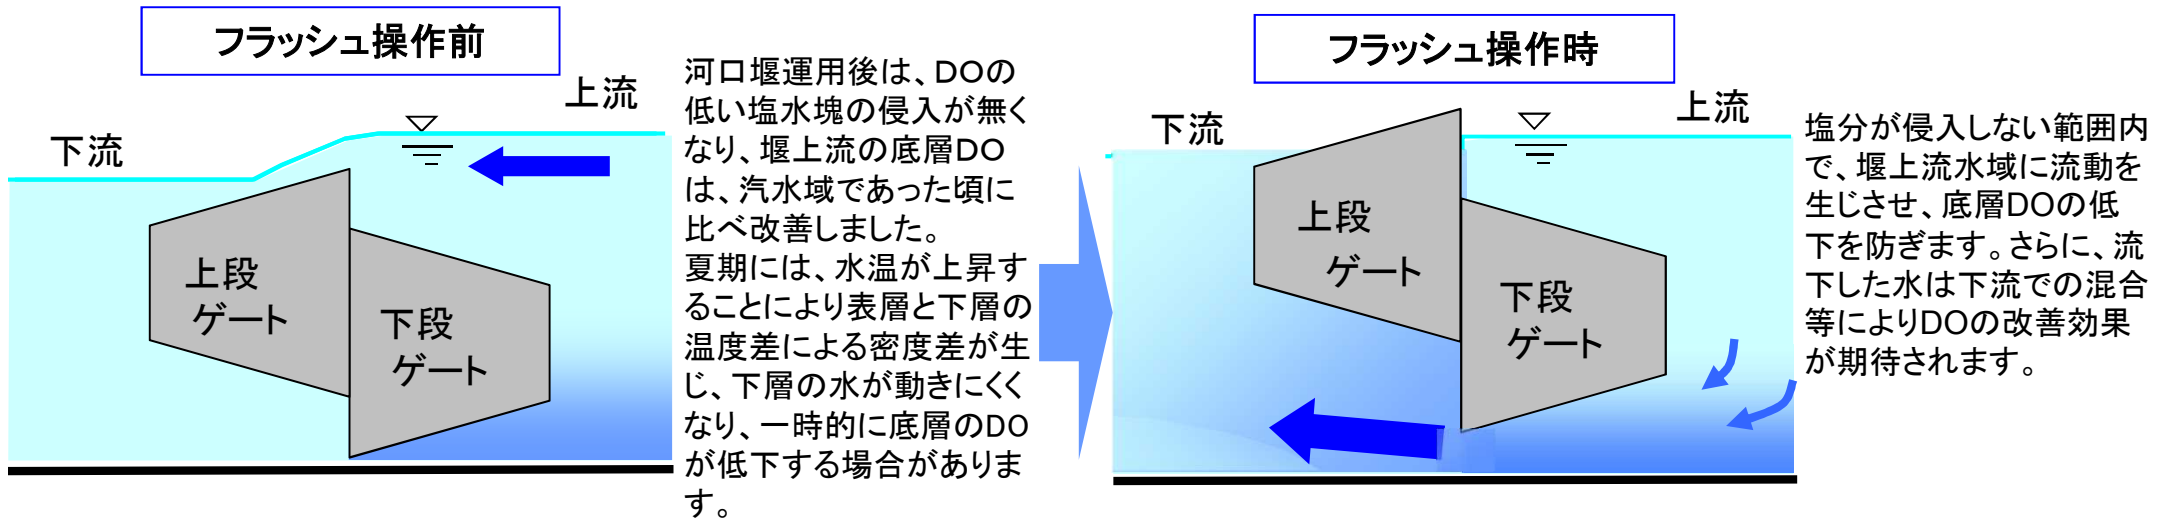 フラッシュ操作前
上流
下流
上段
ゲート
下段
ゲート
河口堰運用後は、DOの
低い塩水塊の侵入が無く
なり、堰上流の底層DO
は、汽水域であった頃に
比べ改善しました。
夏期には、水温が上昇す
ることにより表層と下層の
温度差による密度差が生
じ、下層の水が動きにくく
なり、一時的に底層のDO
が低下する場合がありま
す。
フラッシュ操作時
下流
上流
上段
ゲート
下段
ゲート
塩分が侵入しない範囲内
で、堰上流水域に流動を
生じさせ、底層DOの低
下を防ぎます。さらに、流
下した水は下流での混合
等によりDOの改善効果
が期待されます。